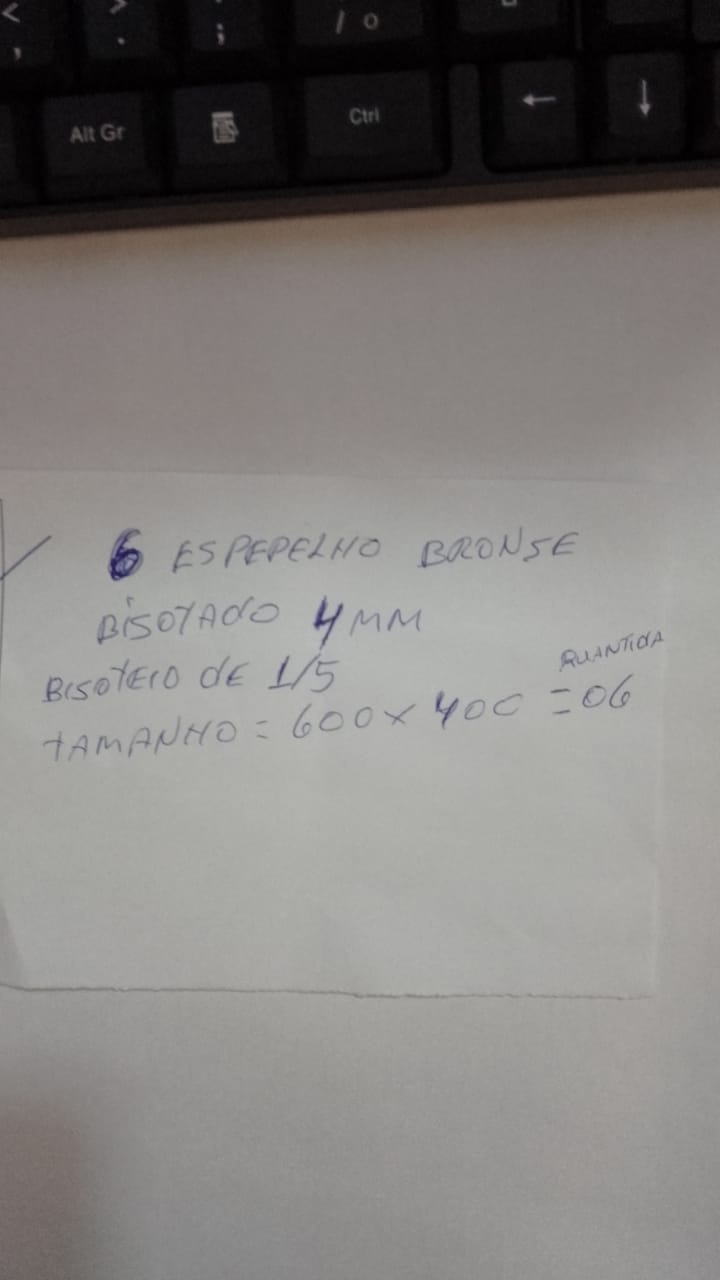 < >
, . ; / O
Alt Gr Ctrl ← ↓
6 ESPEPELHO BRONSE
BISOTADO 4MM
BISOTEIO DE 1/5
QUANTIDA
TAMANHO = 600 x 400 = 06